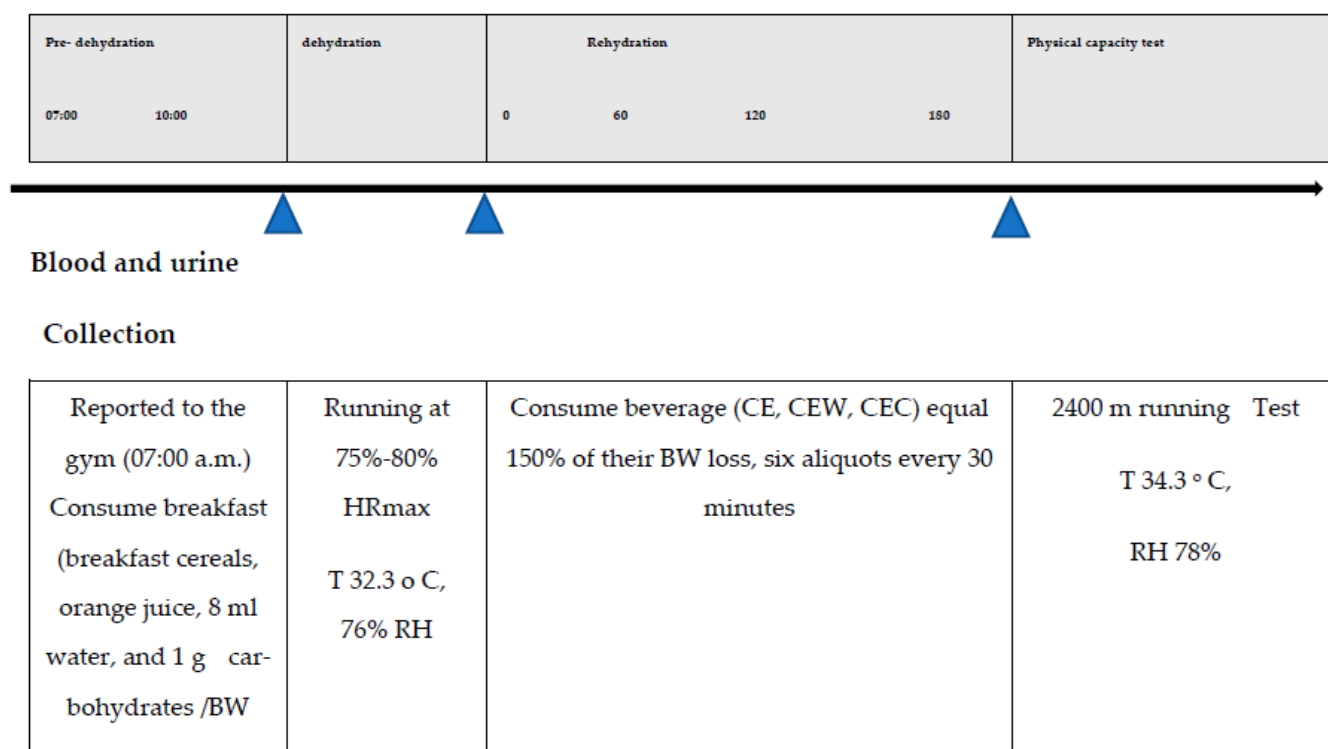 Pre- dehydration
dehydration
Rehydration
Physical capacity test
07:00 10:00
0 60 120 180
Blood and urine
Collection
Reported to the
gym (07:00 a.m.)
Consume breakfast
(breakfast cereals,
orange juice, 8 ml
water, and 1 g car-
bohydrates /BW
Running at
75%-80%
HRmax
T 32.3 o C,
76% RH
Consume beverage (CE, CEW, CEC) equal
150% of their BW loss, six aliquots every 30
minutes
2400 m running Test
T 34.3 º C,
RH 78%